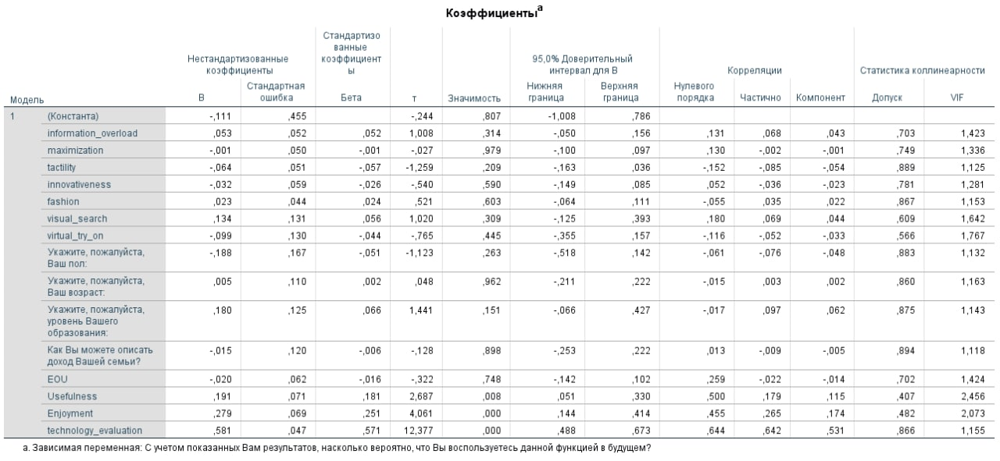 Коэффициентыa
Модель Нестандартизованные коэффициенты Стандартизо ванные коэффициент ы т Значимость 95,0% Доверительный интервал для B Корреляции Статистика коллинеарности
B Стандартная ошибка Бета Нижняя граница Верхняя граница Нулевого порядка Частично Компонент Допуск VIF
1 (Константа) -,111 ,455 -,244 ,807 -1,008 ,786
information_overload ,053 ,052 ,052 1,008 ,314 -,050 ,156 ,131 ,068 ,043 ,703 1,423
maximization -,001 ,050 -,001 -,027 ,979 -,100 ,097 ,130 -,002 -,001 ,749 1,336
tactility -,064 ,051 -,057 -1,259 ,209 -,163 ,036 -,152 -,085 -,054 ,889 1,125
innovativeness -,032 ,059 -,026 -,540 ,590 -,149 ,085 ,052 -,036 -,023 ,781 1,281
fashion ,023 ,044 ,024 ,521 ,603 -,064 ,111 -,055 ,035 ,022 ,867 1,153
visual_search ,134 ,131 ,056 1,020 ,309 -,125 ,393 ,180 ,069 ,044 ,609 1,642
virtual_try_on -,099 ,130 -,044 -,765 ,445 -,355 ,157 -,116 -,052 -,033 ,566 1,767
Укажите, пожалуйста, -,188 ,167 -,051 -1,123 ,263 -,518 ,142 -,061 -,076 -,048 ,883 1,132
Ваш пол:
Укажите, пожалуйста, ,005 ,110 ,002 ,048 ,962 -,211 ,222 -,015 ,003 ,002 ,860 1,163
Ваш возраст:
Укажите, пожалуйста, ,180 ,125 ,066 1,441 ,151 -,066 ,427 -,017 ,097 ,062 ,875 1,143
уровень Вашего
образования:
Как Вы можете описать -,015 ,120 -,006 -,128 ,898 -,253 ,222 ,013 -,009 -,005 ,894 1,118
доход Вашей семьи?
EOU -,020 ,062 -,016 -,322 ,748 -,142 ,102 ,259 -,022 -,014 ,702 1,424
Usefulness ,191 ,071 ,181 2,687 ,008 ,051 ,330 ,500 ,179 ,115 ,407 2,456
Enjoyment ,279 ,069 ,251 4,061 ,000 ,144 ,414 ,455 ,265 ,174 ,482 2,073
technology_evaluation ,581 ,047 ,571 12,377 ,000 ,488 ,673 ,644 ,642 ,531 ,866 1,155
a. Зависимая переменная: С учетом показанных Вам результатов, насколько вероятно, что Вы воспользуетесь данной функцией в будущем?